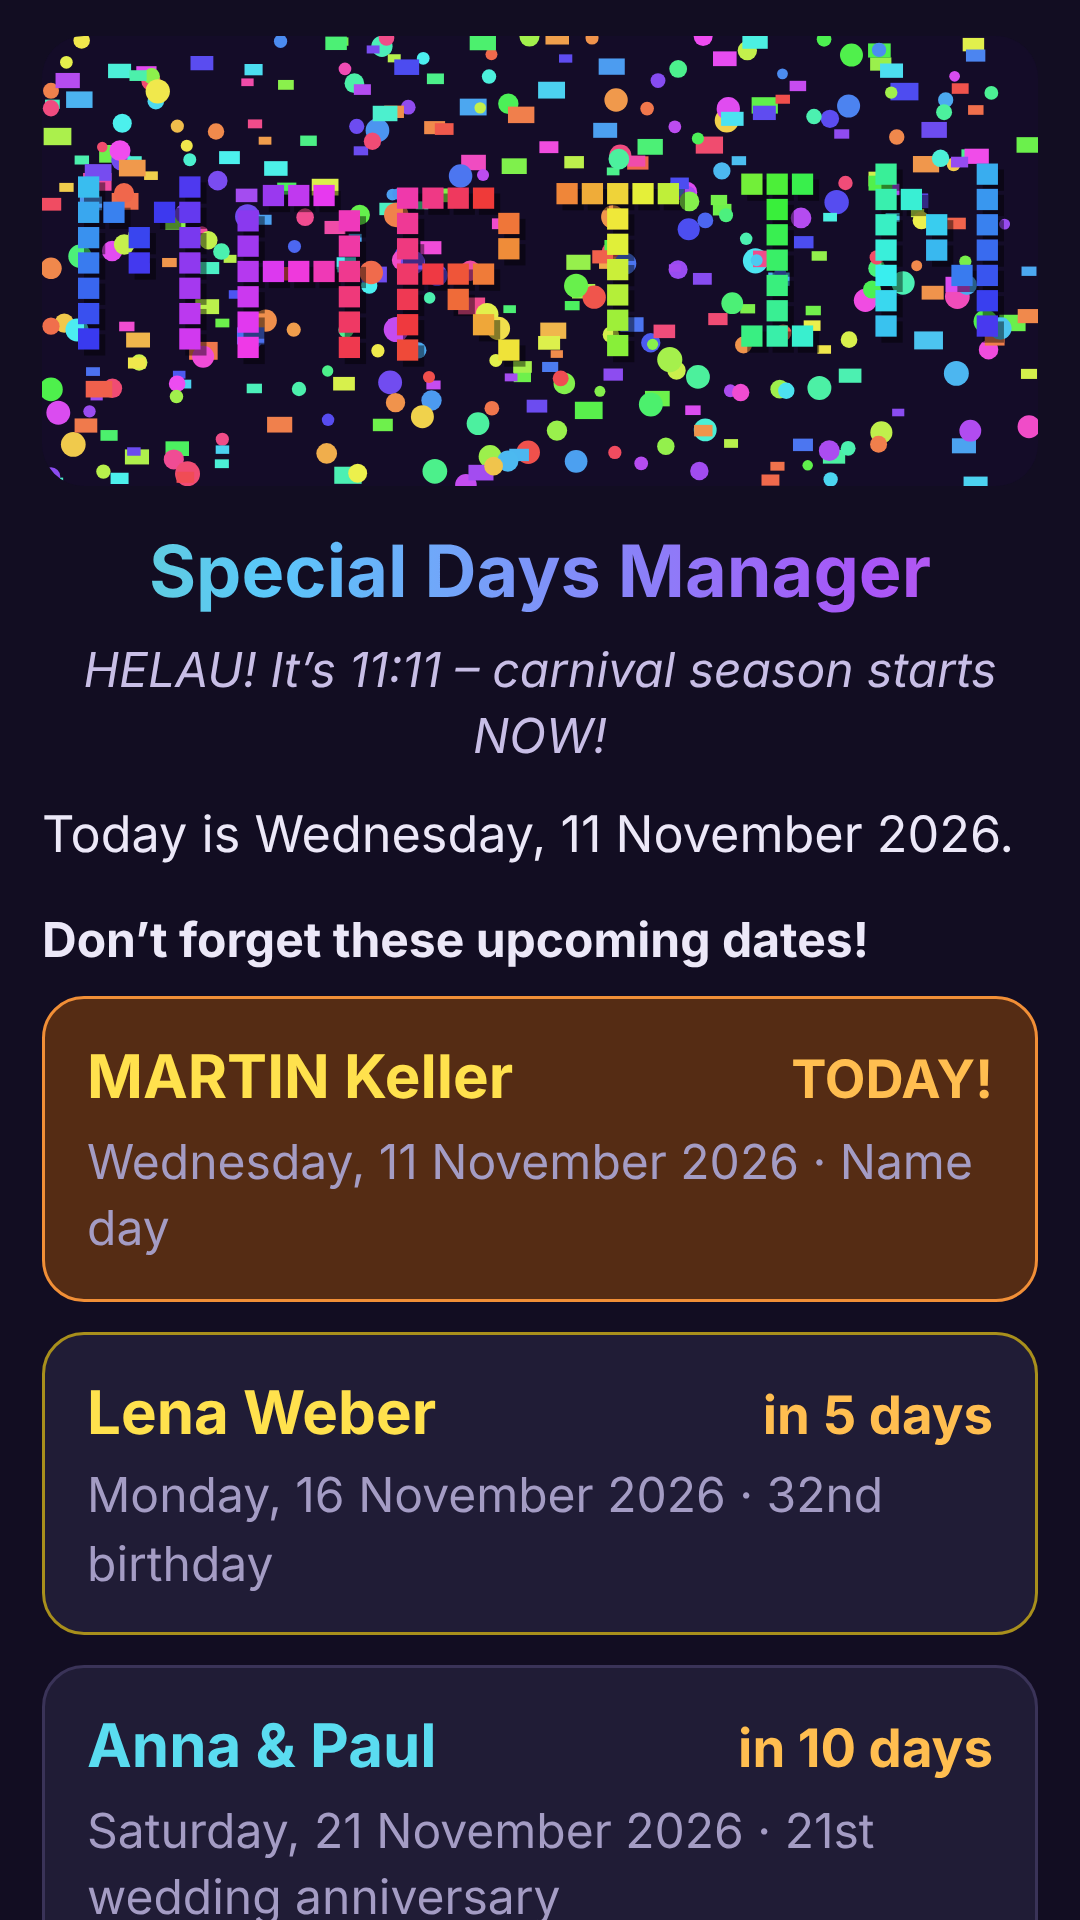 MARTIN
Special Days Manager
HELAU! It’s 11:11 – carnival season starts
NOW!
Today is Wednesday, 11 November 2026.
Don’t forget these upcoming dates!
MARTIN Keller
TODAY!
Wednesday, 11 November 2026 · Name
day
Lena Weber
in 5 days
Monday, 16 November 2026 · 32nd
birthday
Anna & Paul
in 10 days
Saturday, 21 November 2026 · 21st
wedding anniversary